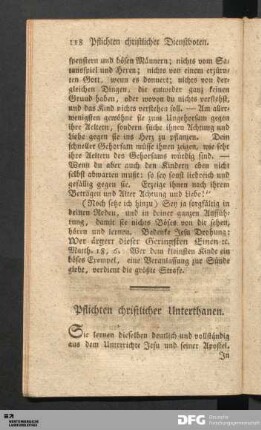 118 Pflichten christlicher Dienstboten.
spenstern und bösen Männern; nichts vom Sa-
tansspiel und Hexen; nichts von einem erzürn-
ten Gott, wenn es donnert; nichts von der-
gleichen Dingen, die entweder ganz keinen
Grund haben, oder wovon du nichts verstehst,
und das Kind nichts verstehen soll. — Am aller-
wenigsten gewöhne sie zum Ungehorsam gegen
ihre Aeltern, sondern suche ihnen Achtung und
Liebe gegen sie ins Herz zu pflanzen. Dein
schneller Gehorsam müsse ihnen zeigen, wie sehr
ihre Aeltern des Gehorsams würdig sind. —
Wenn du aber auch den Kindern eben nicht
selbst abwarten mußt: so sey sonst liebreich und
gefällig gegen sie. Erzeige ihnen nach ihrem
Betragen und Alter Achtung und Liebe!"
(Noch setze ich hinzu) Sey ja sorgfältig in
deinen Reden, und in deiner ganzen Auffüh-
rung, damit sie nichts Böses von dir sehen,
hören und lernen. Bedenke Jesu Drohung:
Wer ärgert dieser Geringsten Einen ꝛc.
Matth. 18, 6. Wer dem kleinsten Kinde ein
böses Exempel, eine Veranlassung zur Sünde
giebt, verdient die größte Strafe.
Pflichten christlicher Unterthanen.
Sie lernen dieselben deutlich und vollständig
aus dem Unterrichte Jesu und seiner Apostel.
In
DFG